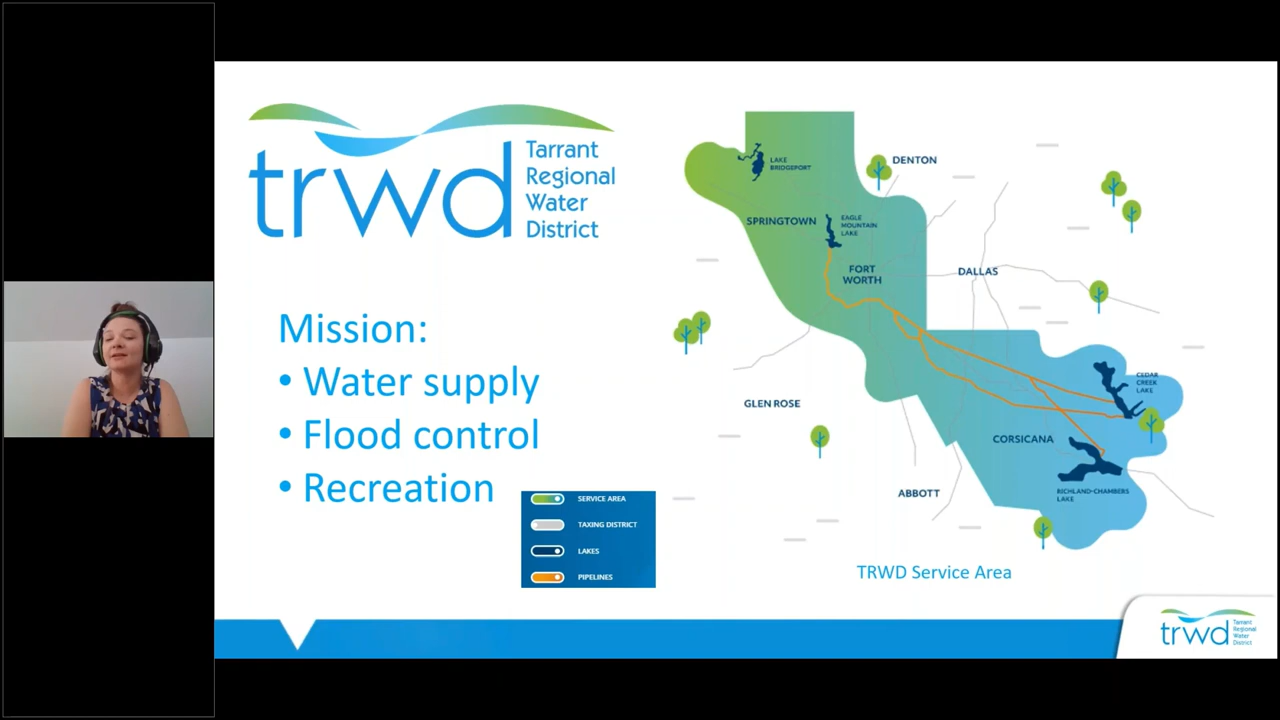 trwd
Tarrant
Regional
Water
District
Mission:
• Water supply
• Flood control
• Recreation
SERVICE AREA
TAXING DISTRICT
LAKES
PIPELINES
LAKE
BRIDGEPORT
DENTON
SPRINGTOWN
EAGLE
MOUNTAIN
LAKE
FORT
WORTH
DALLAS
CEDAR
CREEK
LAKE
GLEN ROSE
CORSICANA
ABBOTT
RICHLAND-CHAMBERS
LAKE
TRWD Service Area
trwd
Tarrant
Regional
Water
District